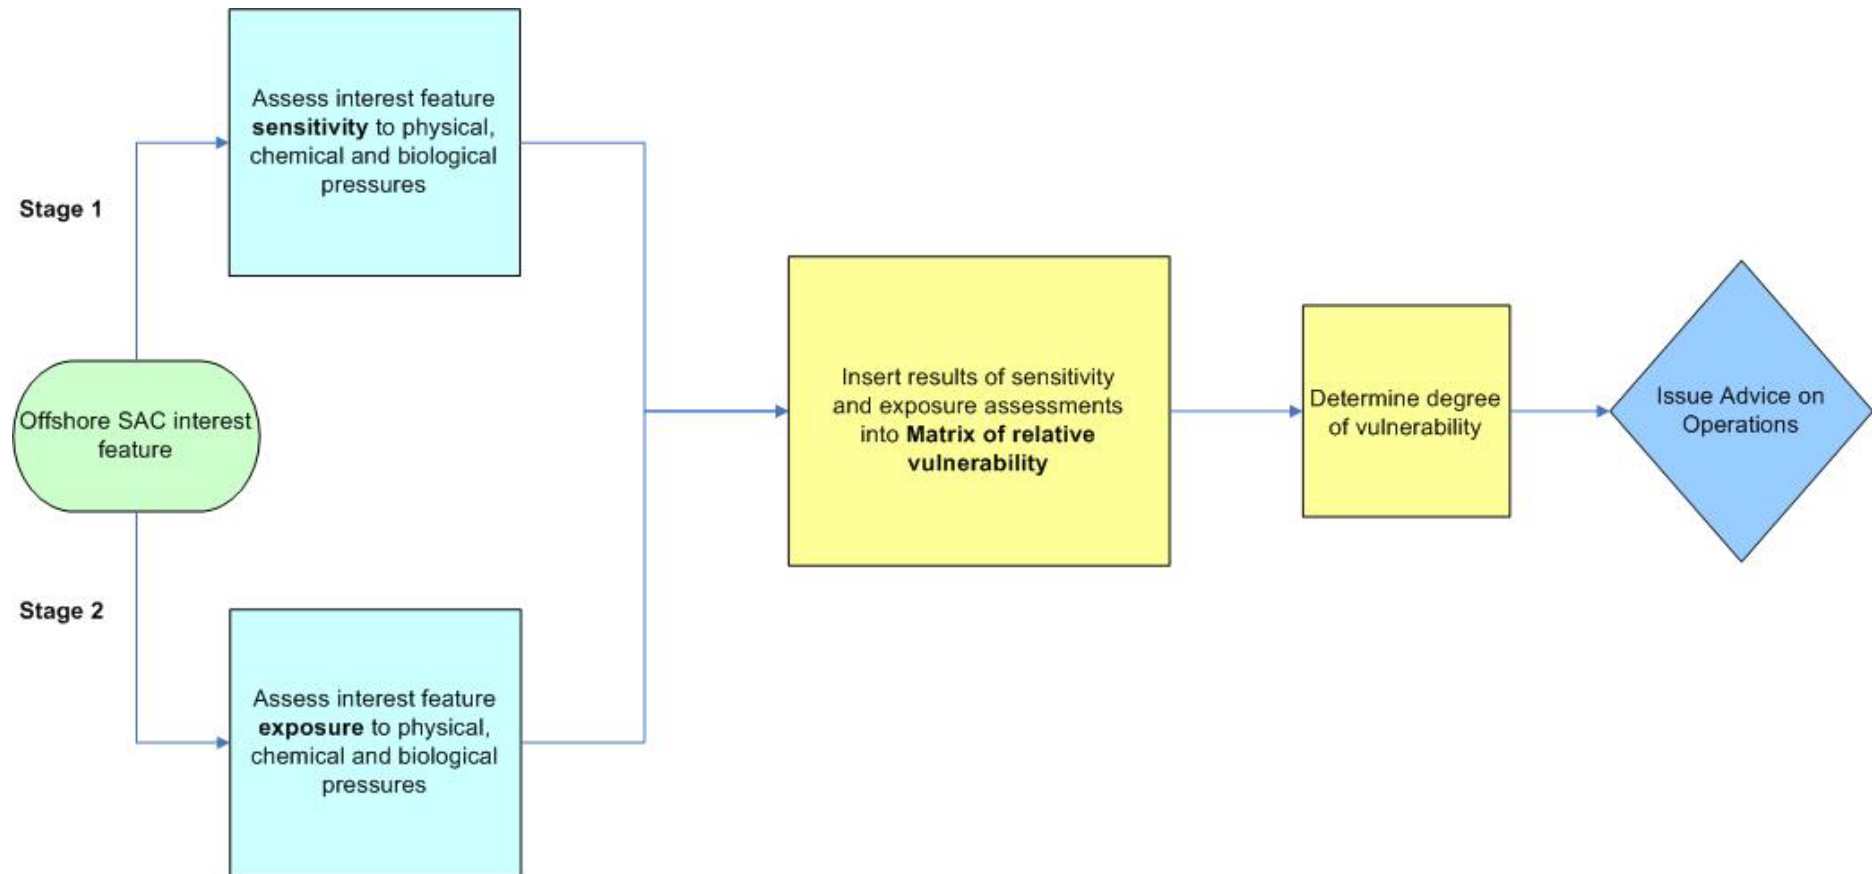 Assess interest feature
sensitivity to physical,
chemical and biological
pressures
Stage 1
Offshore SAC interest
feature
Stage 2
Assess interest feature
exposure to physical,
chemical and biological
pressures
Insert results of sensitivity
and exposure assessments
into Matrix of relative
vulnerability
Determine degree
of vulnerability
Issue Advice on
Operations